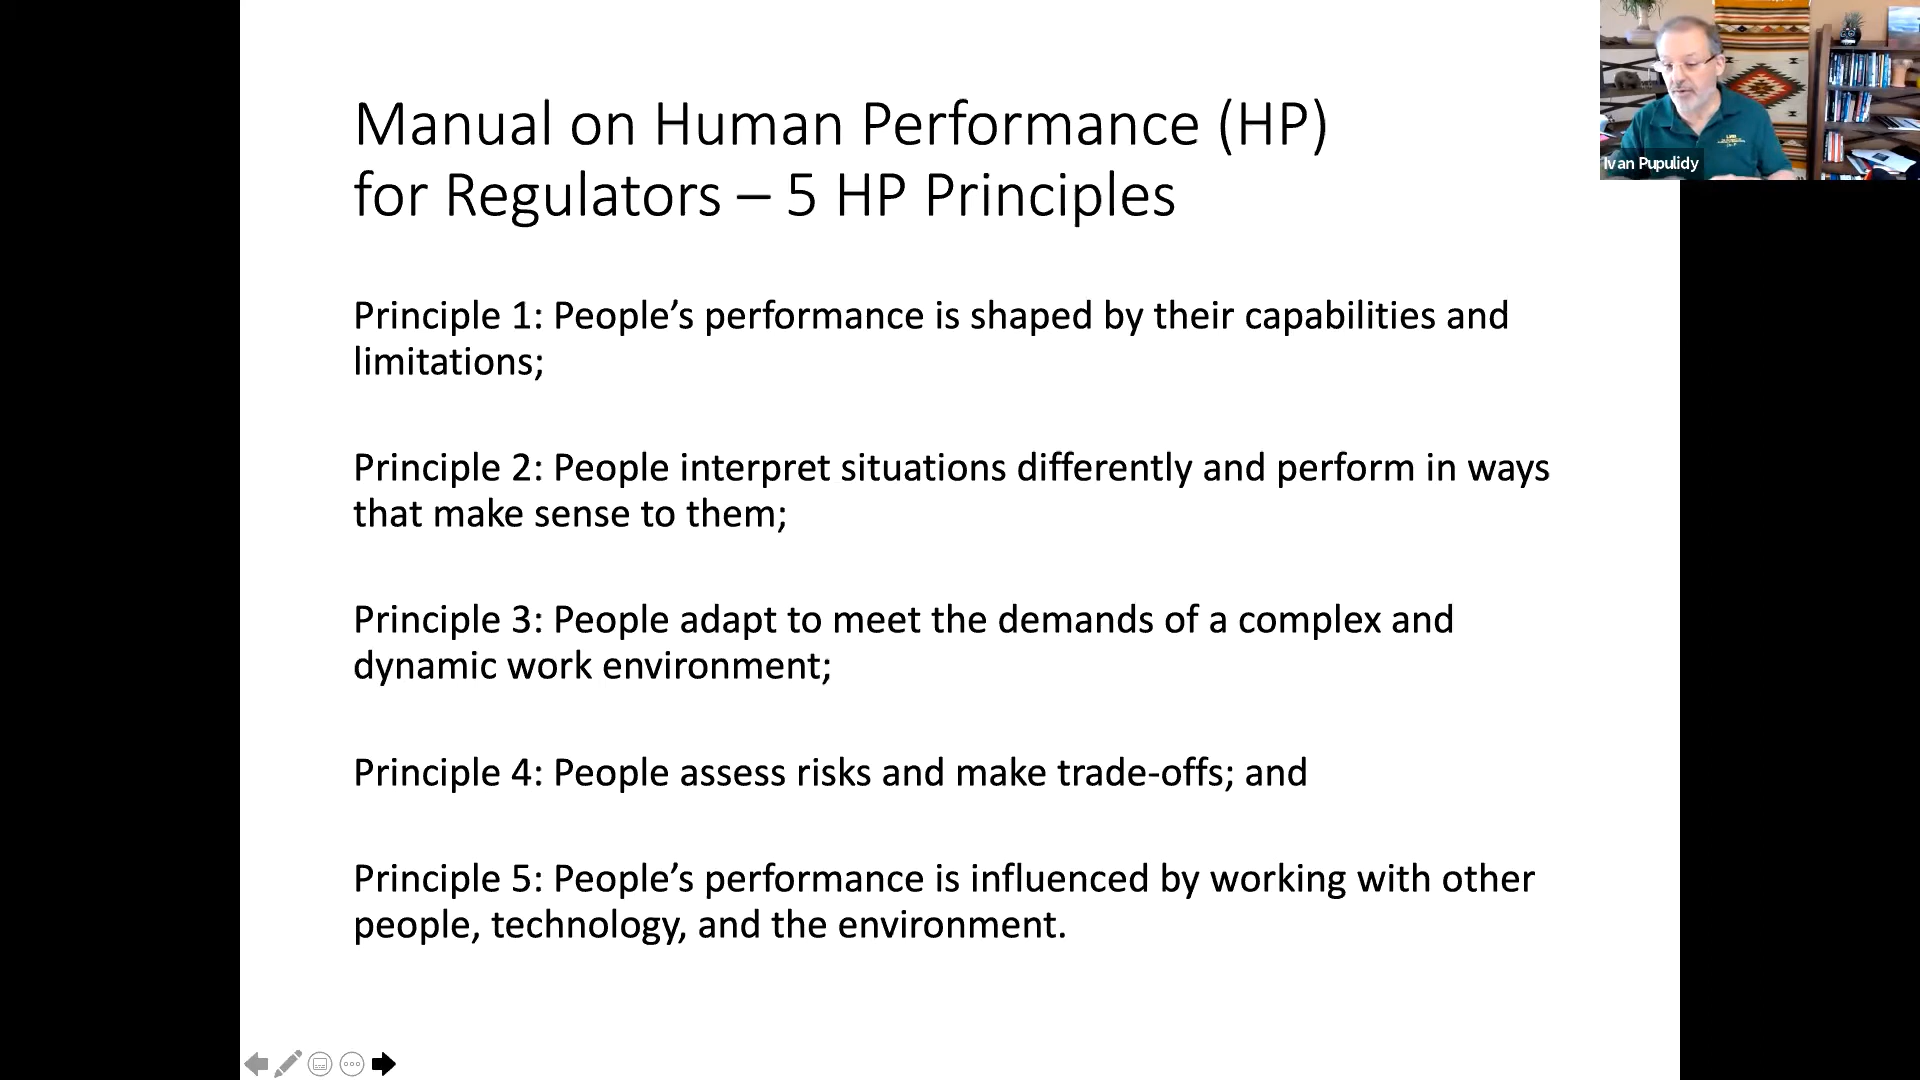 Manual on Human Performance (HP)
for Regulators – 5 HP Principles
Principle 1: People’s performance is shaped by their capabilities and
limitations;
Principle 2: People interpret situations differently and perform in ways
that make sense to them;
Principle 3: People adapt to meet the demands of a complex and
dynamic work environment;
Principle 4: People assess risks and make trade-offs; and
Principle 5: People’s performance is influenced by working with other
people, technology, and the environment.
Ivan Pupulidy